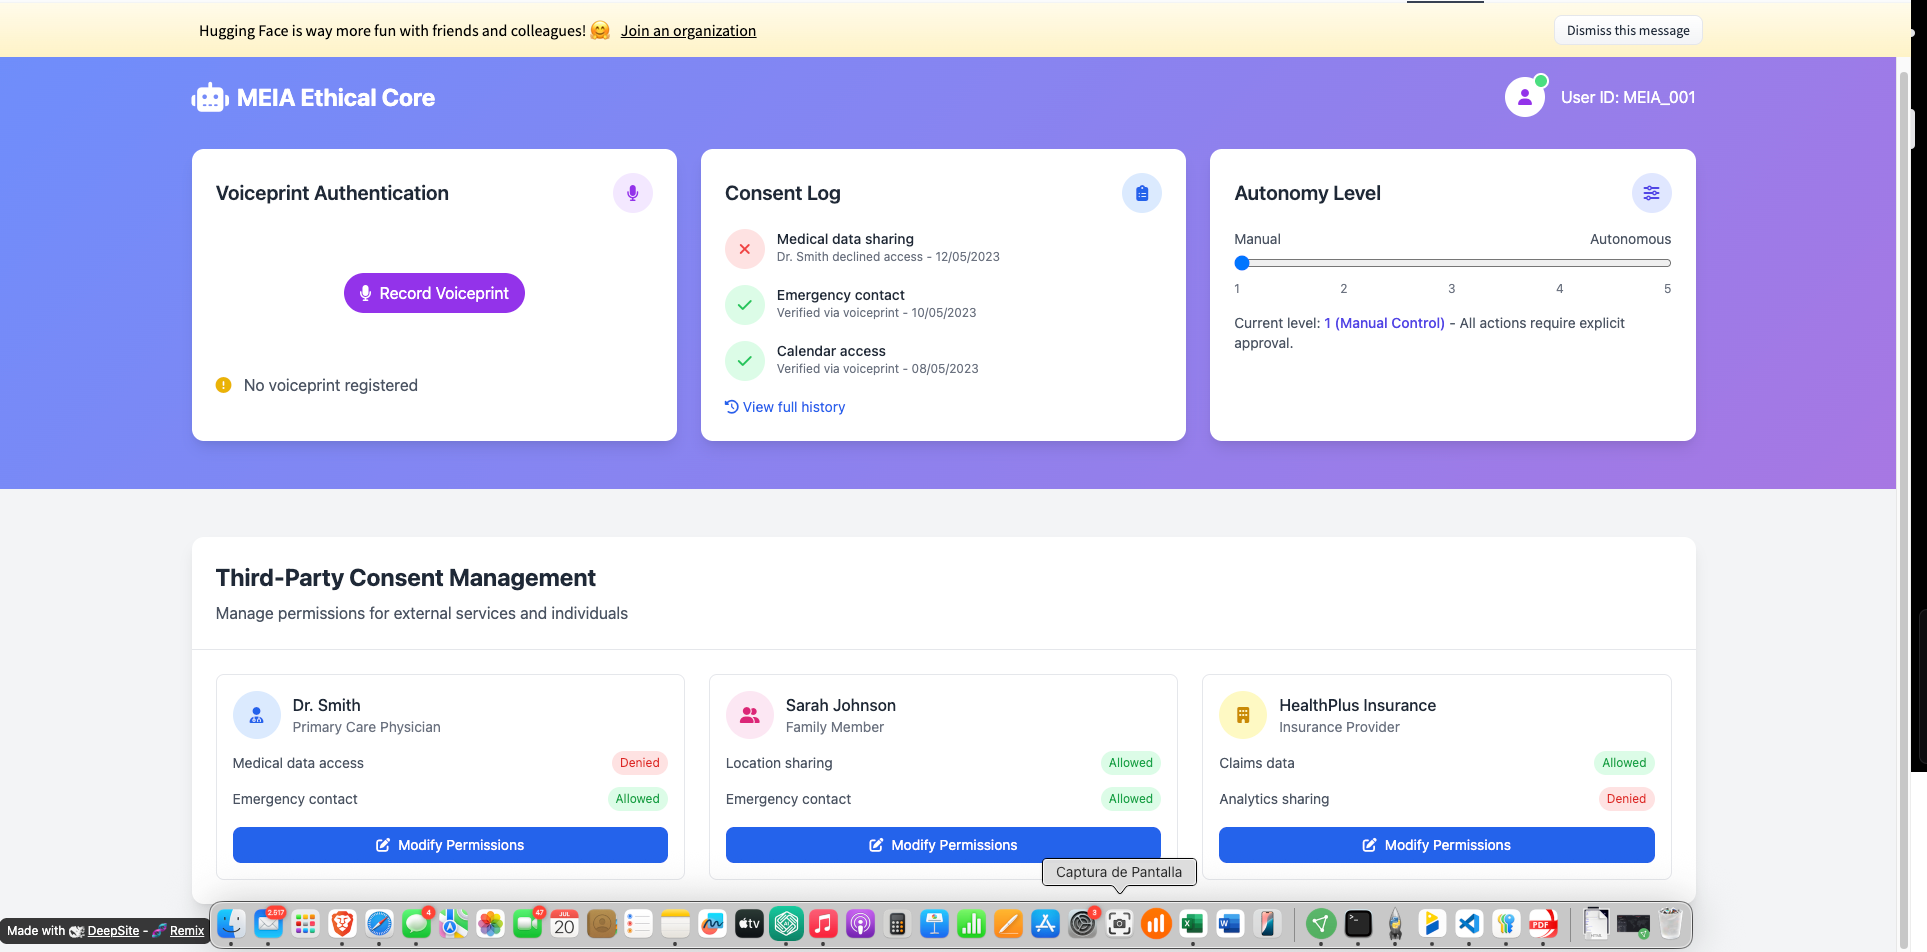 Hugging Face is way more fun with friends and colleagues! 🤗 Join an organization
Dismiss this message
MEIA Ethical Core
User ID: MEIA_001
Voiceprint Authentication
Record Voiceprint
No voiceprint registered
Consent Log
Medical data sharing
Dr. Smith declined access - 12/05/2023
Emergency contact
Verified via voiceprint - 10/05/2023
Calendar access
Verified via voiceprint - 08/05/2023
View full history
Autonomy Level
Manual Autonomous
1 2 3 4 5
Current level: 1 (Manual Control) - All actions require explicit
approval.
Third-Party Consent Management
Manage permissions for external services and individuals
Dr. Smith
Primary Care Physician
Medical data access Denied
Emergency contact Allowed
Modify Permissions
Sarah Johnson
Family Member
Location sharing Allowed
Emergency contact Allowed
Modify Permissions
HealthPlus Insurance
Insurance Provider
Claims data Allowed
Analytics sharing Denied
Modify Permissions
Captura de Pantalla
Made with DeepSite - 🧬 Remix
2.517
4
47
JUL
20
tv
3
PDF